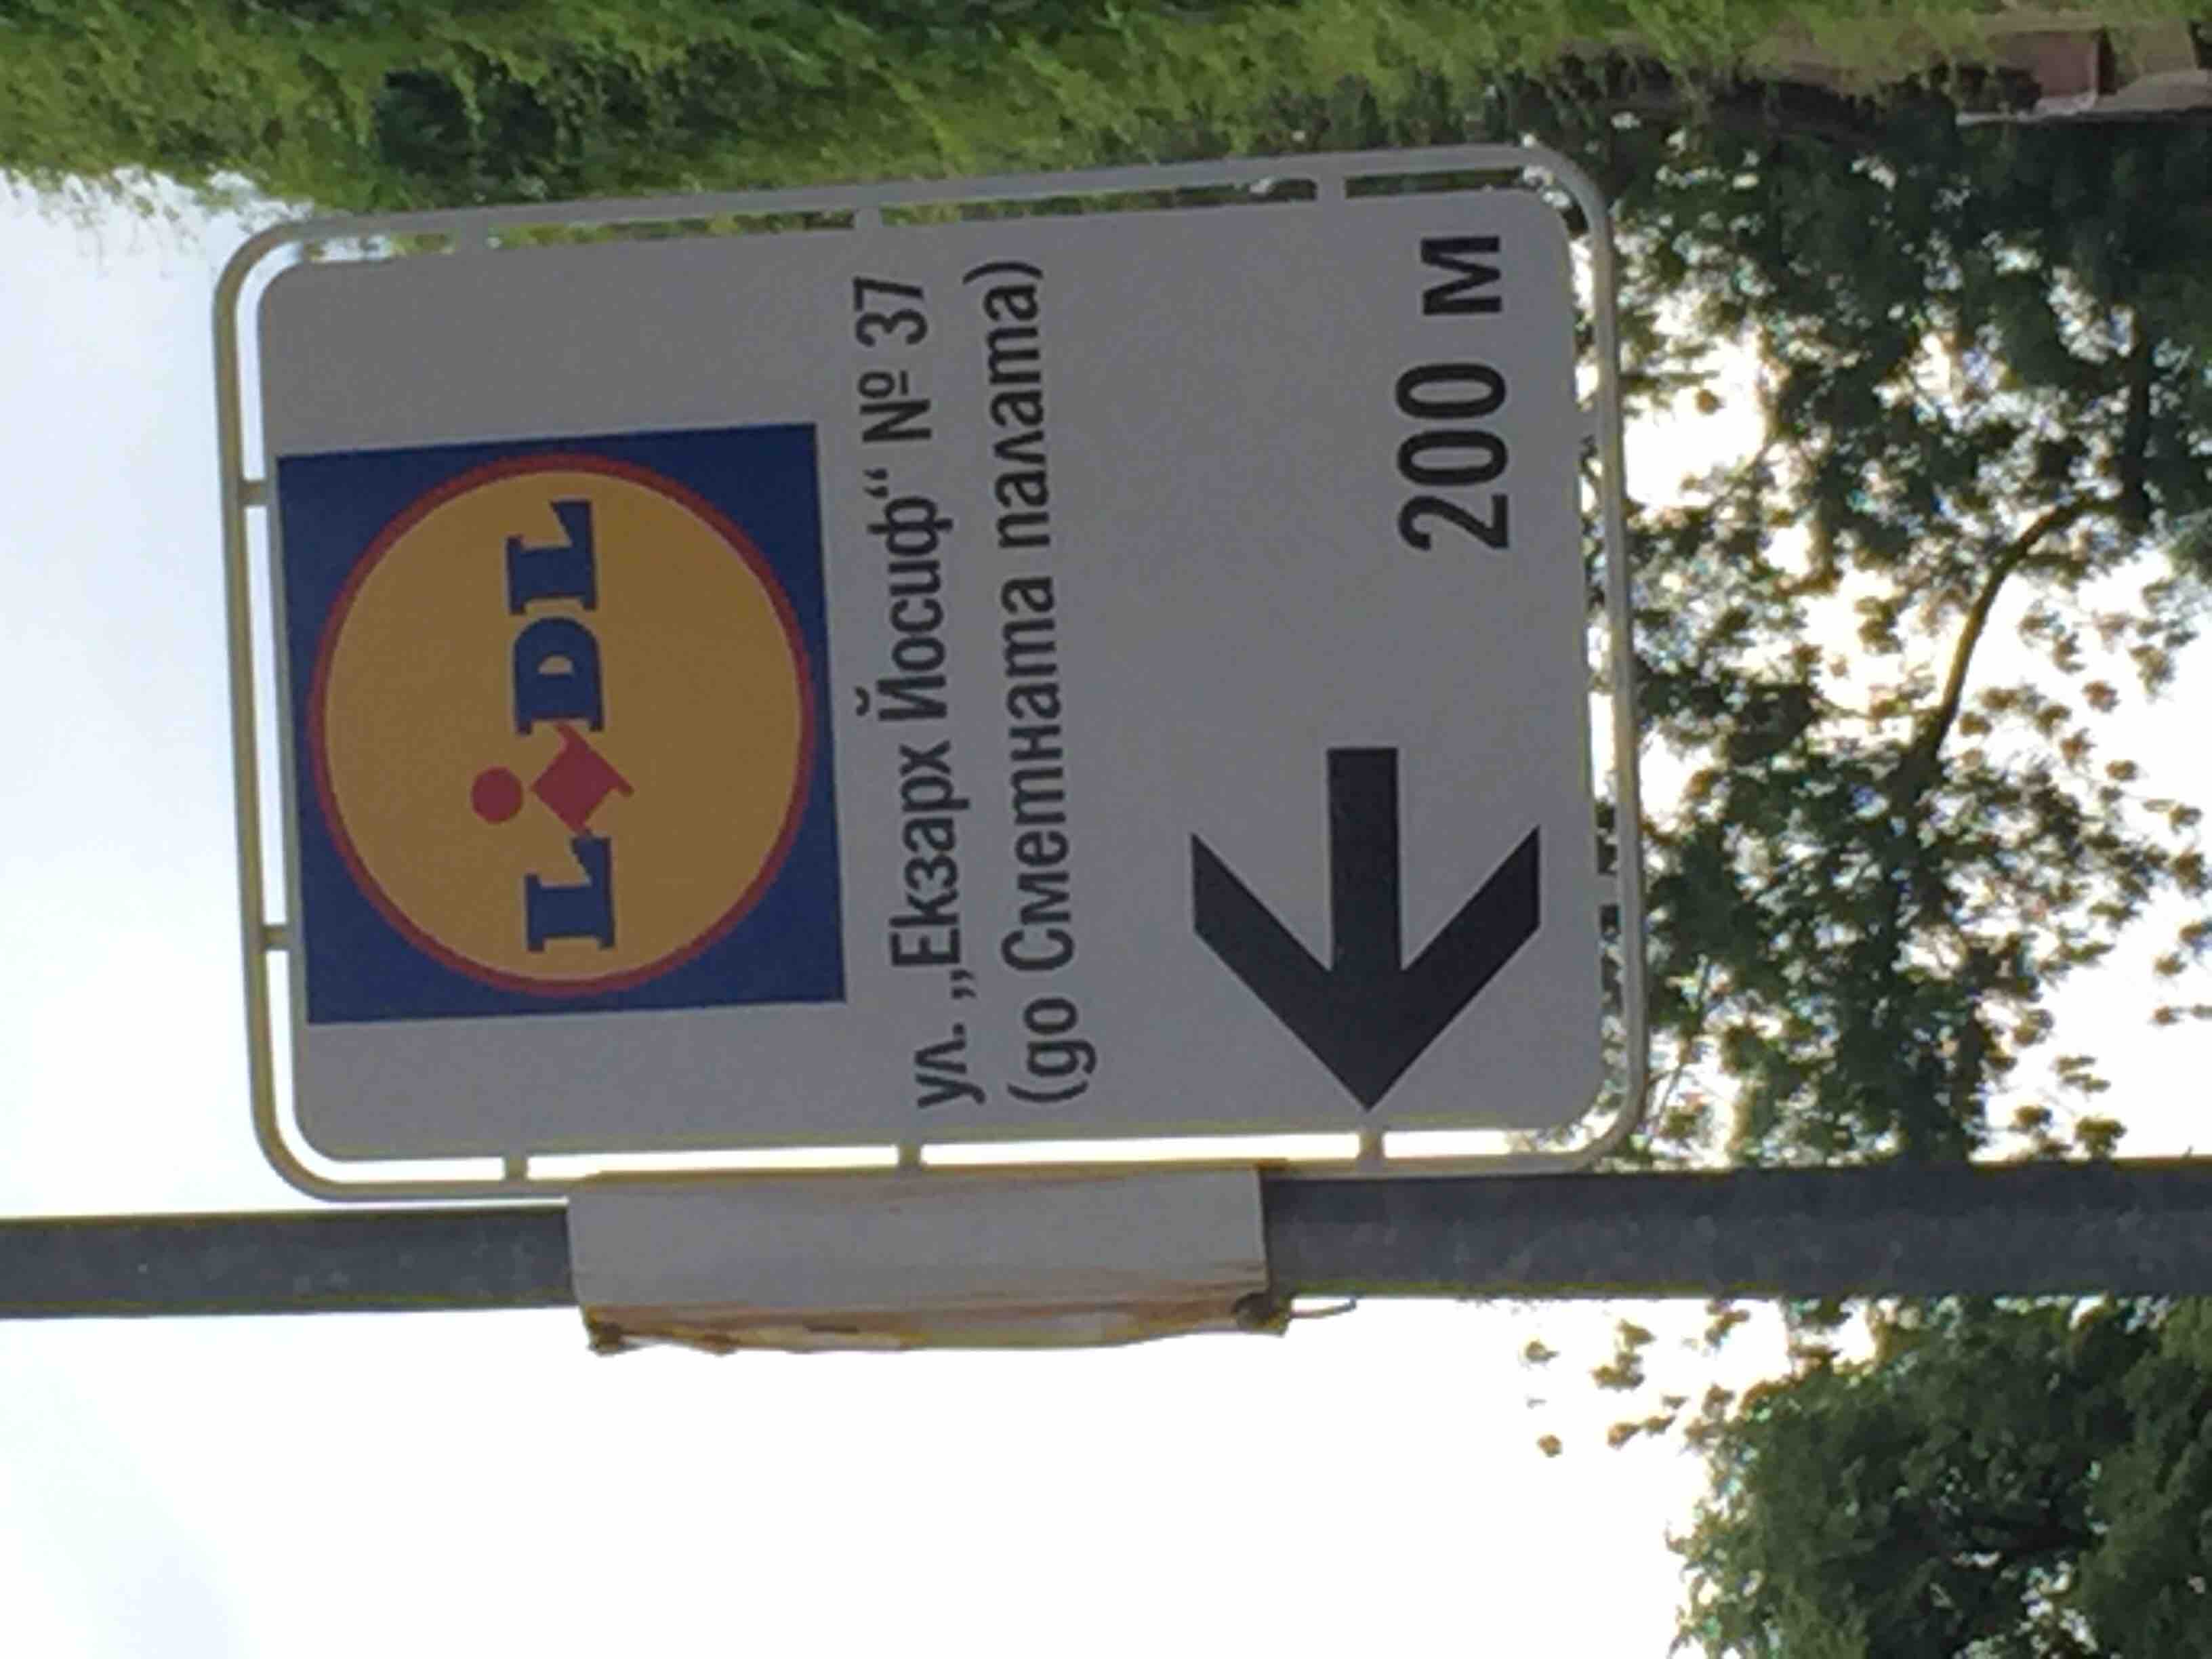 LIDL
ул. „Екзарх Йосиф“ № 37
(до Сметната палата)
200 м